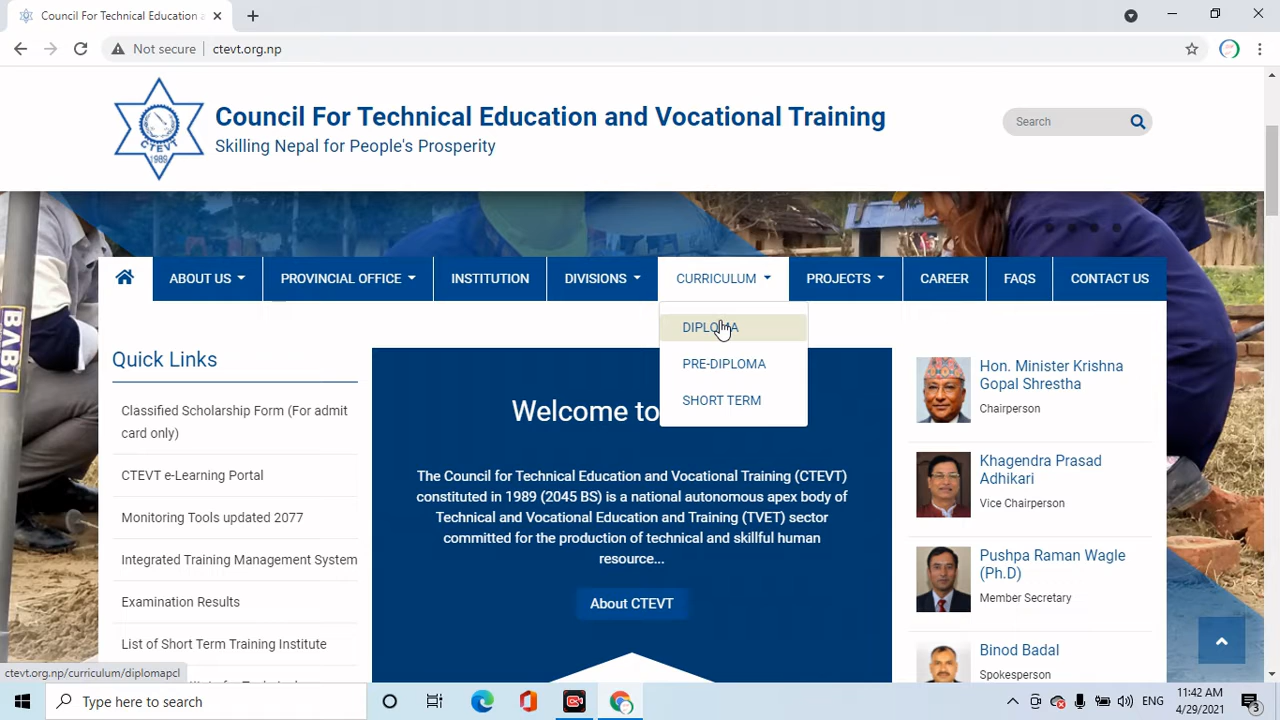 Council For Technical Education
Not secure
ctevt.org.np
CTEVT
1989
Council For Technical Education and Vocational Training
Skilling Nepal for People's Prosperity
Search
ABOUT US
PROVINCIAL OFFICE
INSTITUTION
DIVISIONS
CURRICULUM
PROJECTS
CAREER
FAQS
CONTACT US
DIPLOMA
PRE-DIPLOMA
SHORT TERM
BABA
Quick Links
Classified Scholarship Form (For admit
card only)
CTEVT e-Learning Portal
Monitoring Tools updated 2077
Integrated Training Management System
Examination Results
List of Short Term Training Institute
Welcome to
The Council for Technical Education and Vocational Training (CTEVT)
constituted in 1989 (2045 BS) is a national autonomous apex body of
Technical and Vocational Education and Training (TVET) sector
committed for the production of technical and skillful human
resource...
About CTEVT
Hon. Minister Krishna
Gopal Shrestha
Chairperson
Khagendra Prasad
Adhikari
Vice Chairperson
Pushpa Raman Wagle
(Ph.D)
Member Secretary
Binod Badal
Spokesperson
ctevt.org.np/curriculum/diplomapcl
Type here to search
ENG
11:42 AM
4/29/2021
3